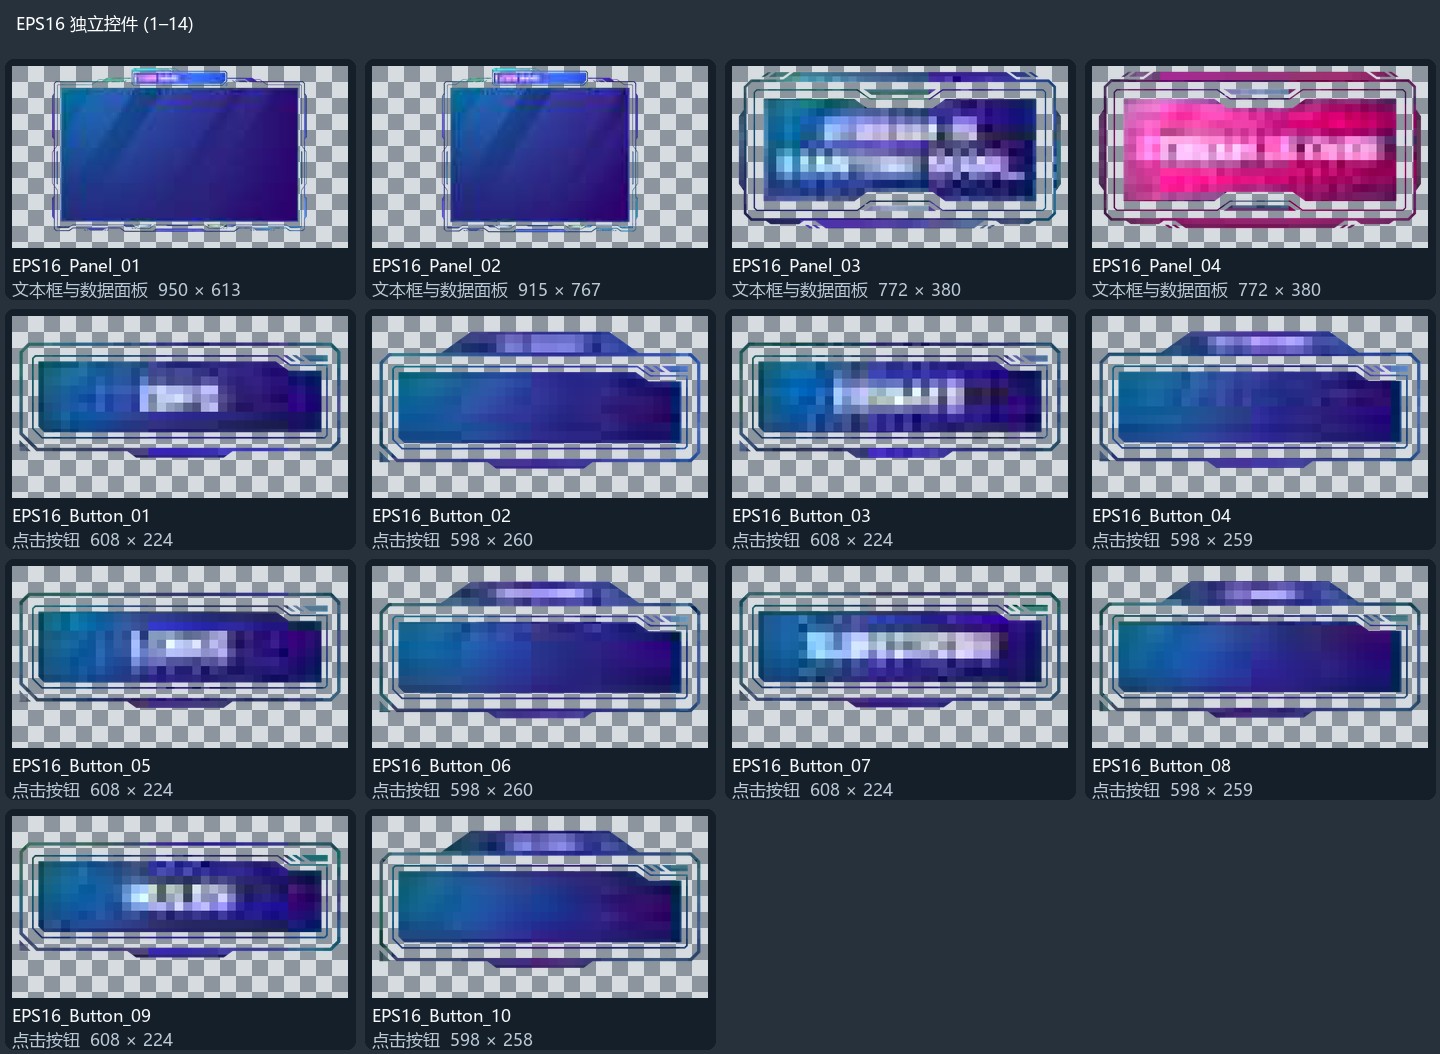 EPS16 独立控件 (1–14)
EPS16_Panel_01
文本框与数据面板 950 × 613
EPS16_Panel_02
文本框与数据面板 915 × 767
EPS16_Panel_03
文本框与数据面板 772 × 380
EPS16_Panel_04
文本框与数据面板 772 × 380
EPS16_Button_01
点击按钮 608 × 224
EPS16_Button_02
点击按钮 598 × 260
EPS16_Button_03
点击按钮 608 × 224
EPS16_Button_04
点击按钮 598 × 259
EPS16_Button_05
点击按钮 608 × 224
EPS16_Button_06
点击按钮 598 × 260
EPS16_Button_07
点击按钮 608 × 224
EPS16_Button_08
点击按钮 598 × 259
EPS16_Button_09
点击按钮 608 × 224
EPS16_Button_10
点击按钮 598 × 258